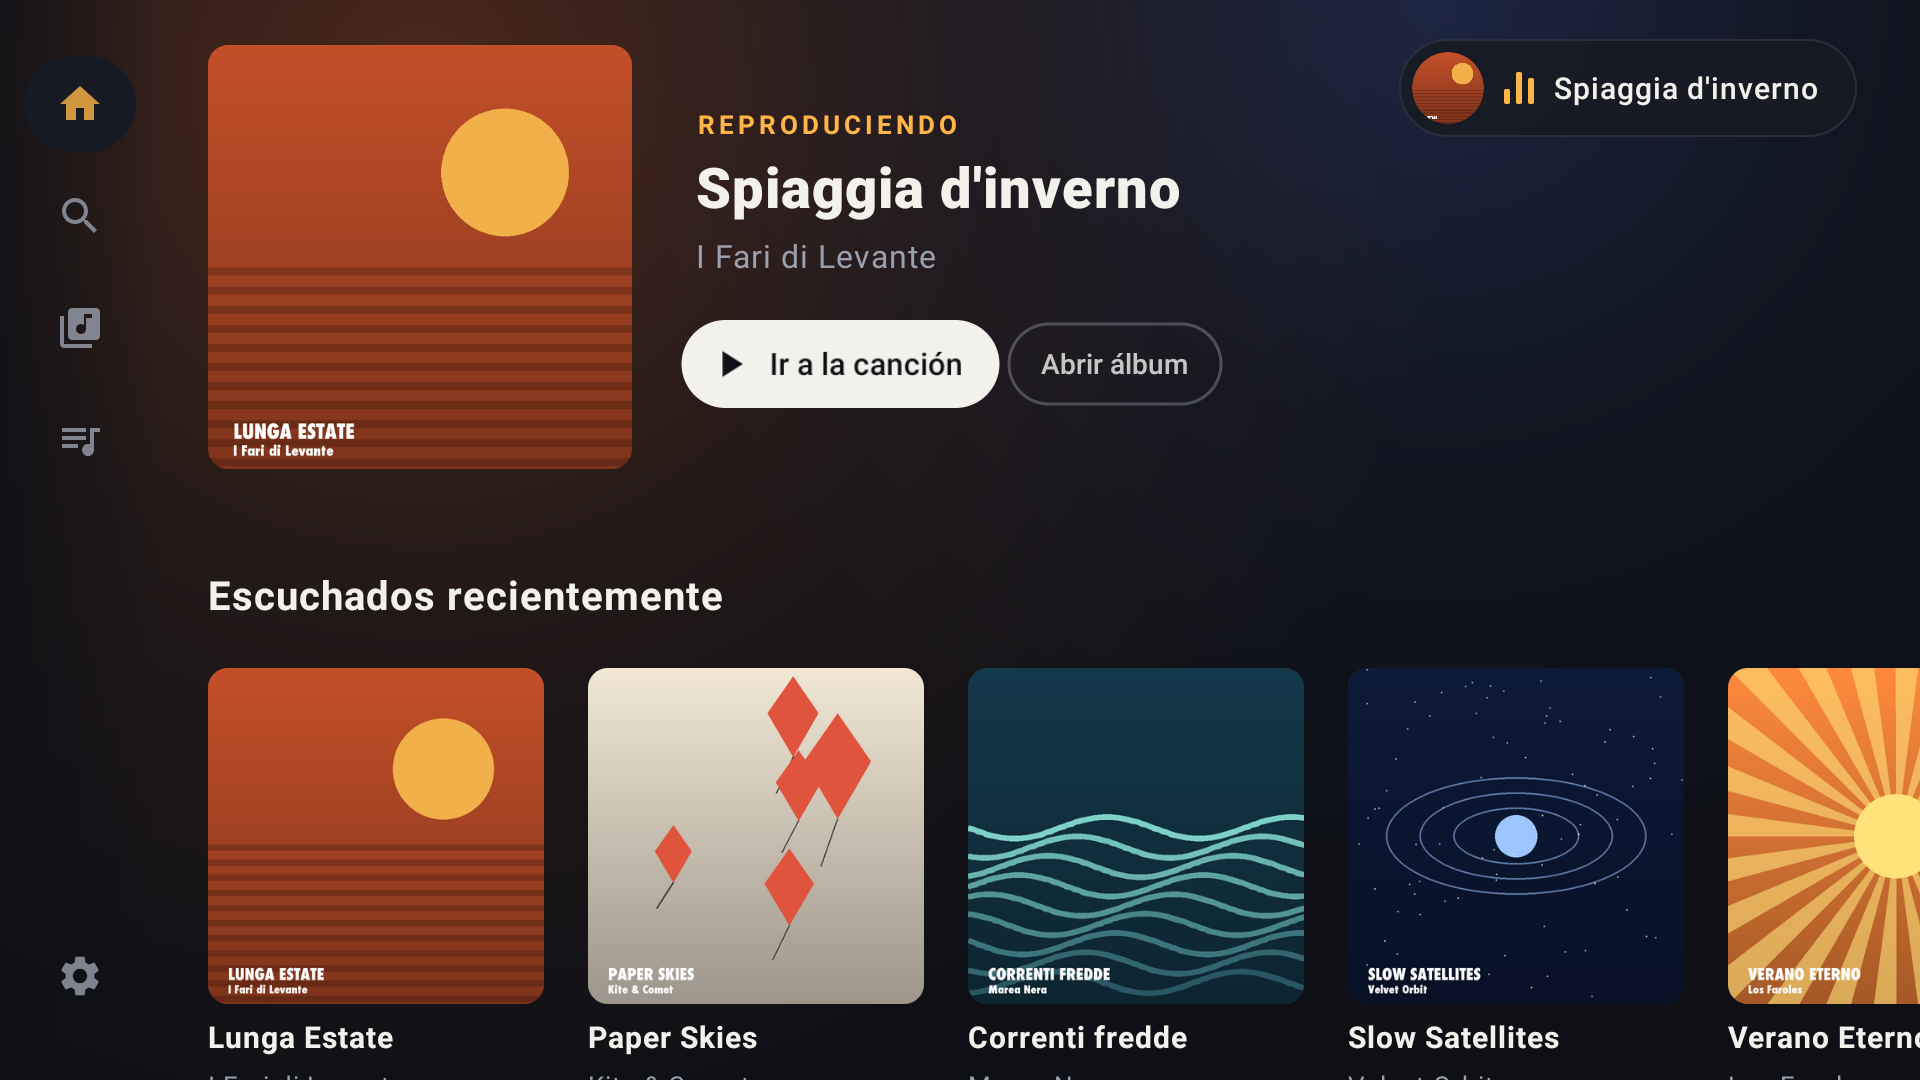 Spiaggia d'inverno
REPRODUCIENDO
Spiaggia d'inverno
I Fari di Levante
Ir a la canción
Abrir álbum
LUNGA ESTATE
I Fari di Levante
Escuchados recientemente
LUNGA ESTATE
I Fari di Levante
PAPER SKIES
Kite & Comet
CORRENTI FREDDE
Marea Nera
SLOW SATELLITES
Velvet Orbit
VERANO ETERNO
Los Faroles
Lunga Estate
Paper Skies
Correnti fredde
Slow Satellites
Verano Eterno